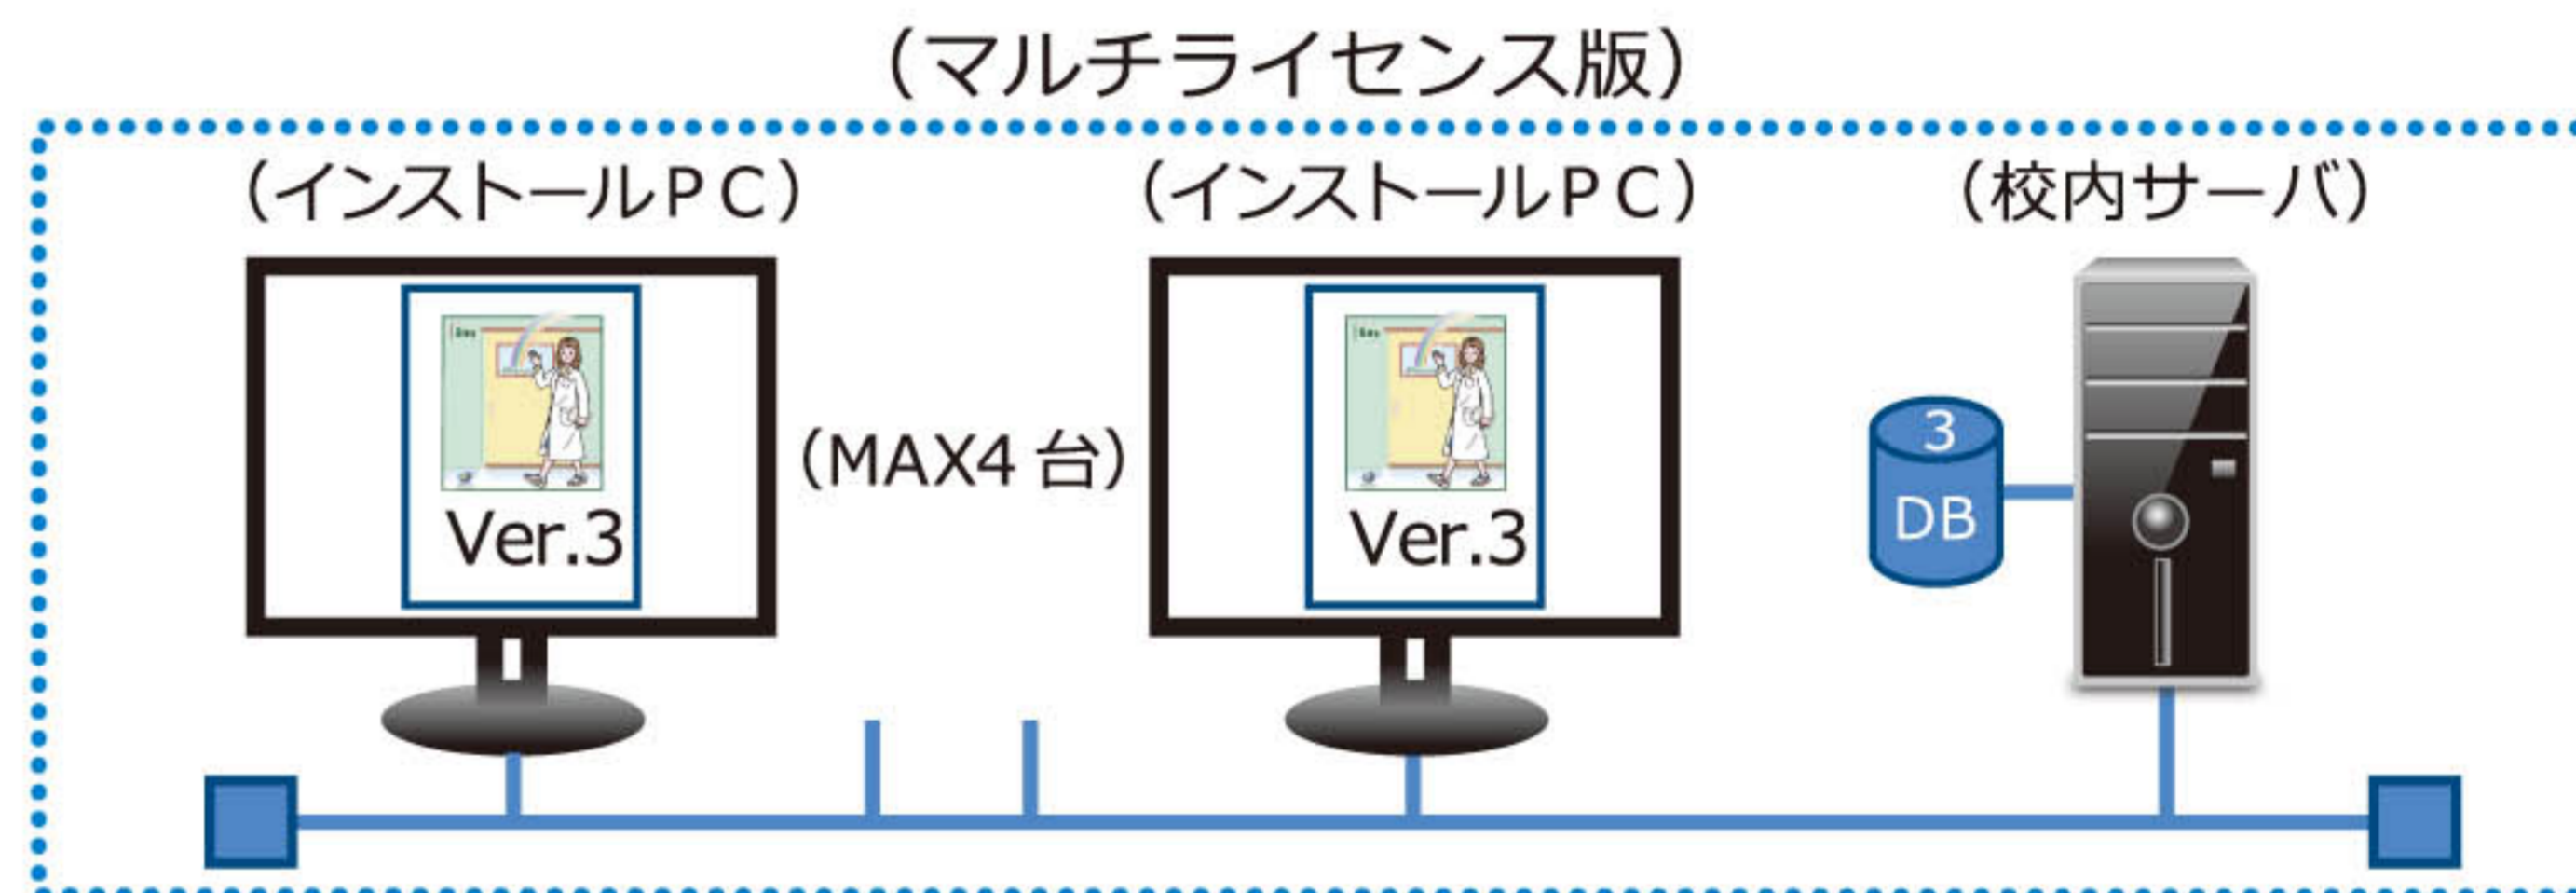 （マルチライセンス版）
（インストールＰＣ）
（インストールＰＣ）
（校内サーバ）
Ver.3
（MAX4 台）
Ver.3
3
DB